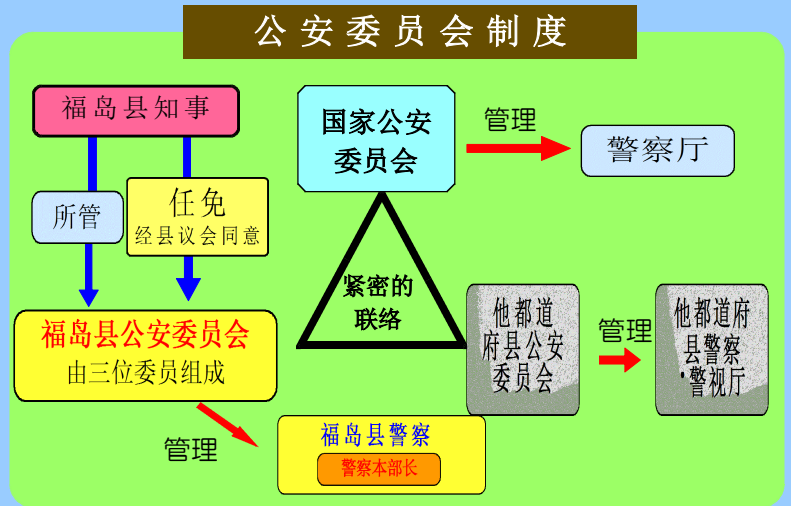 公安委员会制度
福岛县知事
国家公安
委员会
管理
警察厅
所管
任免
经县议会同意
紧密的
联络
他都道
府县公安
委员会
管理
他都道府
县警察
·警视厅
福岛县公安委员会
由三位委员组成
管理
福岛县警察
警察本部长